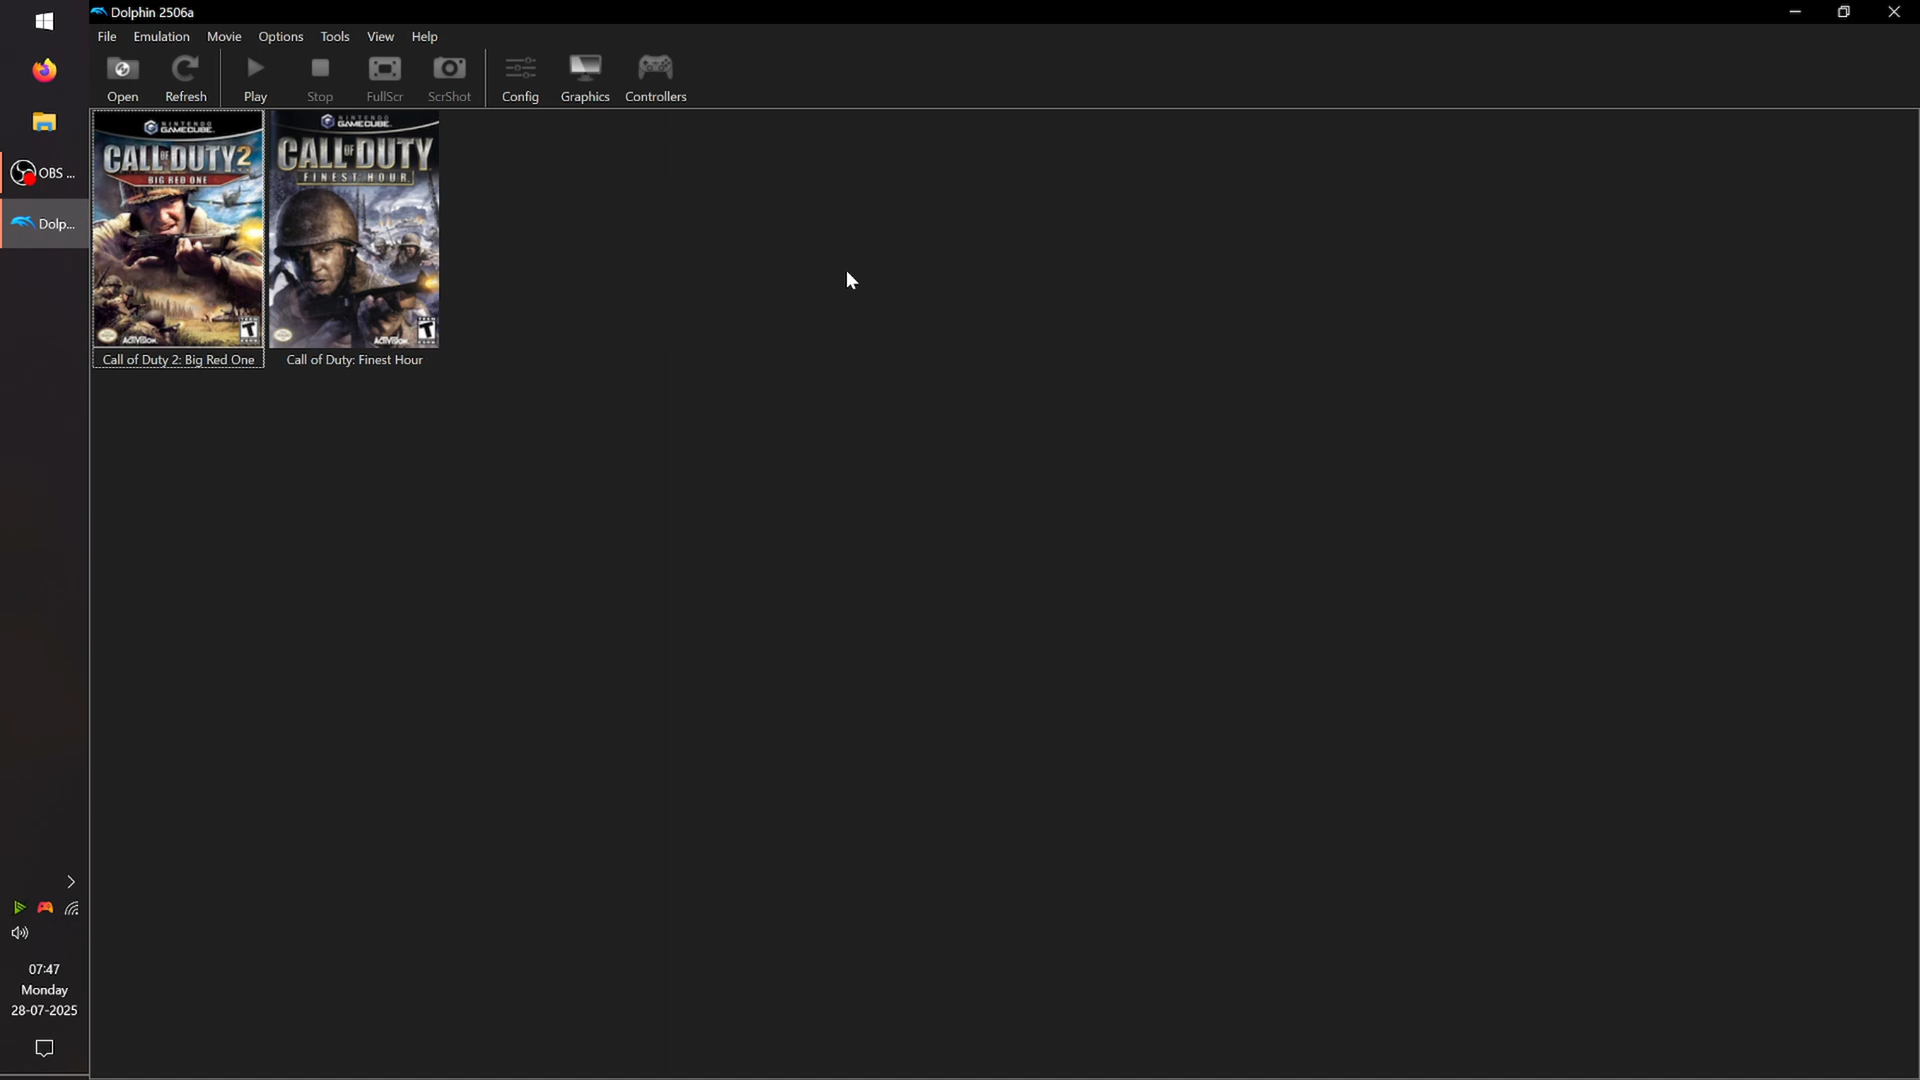 Dolphin 2506a
File Emulation Movie Options Tools View Help
Open Refresh Play Stop FullScr ScrShot Config Graphics Controllers
OBS ...
Dolp...
NINTENDO
GAMECUBE.
CALL OF DUTY 2
BIG RED ONE
T
ACTIVISION.
Call of Duty 2: Big Red One
NINTENDO
GAMECUBE.
CALL OF DUTY
FINEST HOUR
T
ACTIVISION.
Call of Duty: Finest Hour
07:47
Monday
28-07-2025